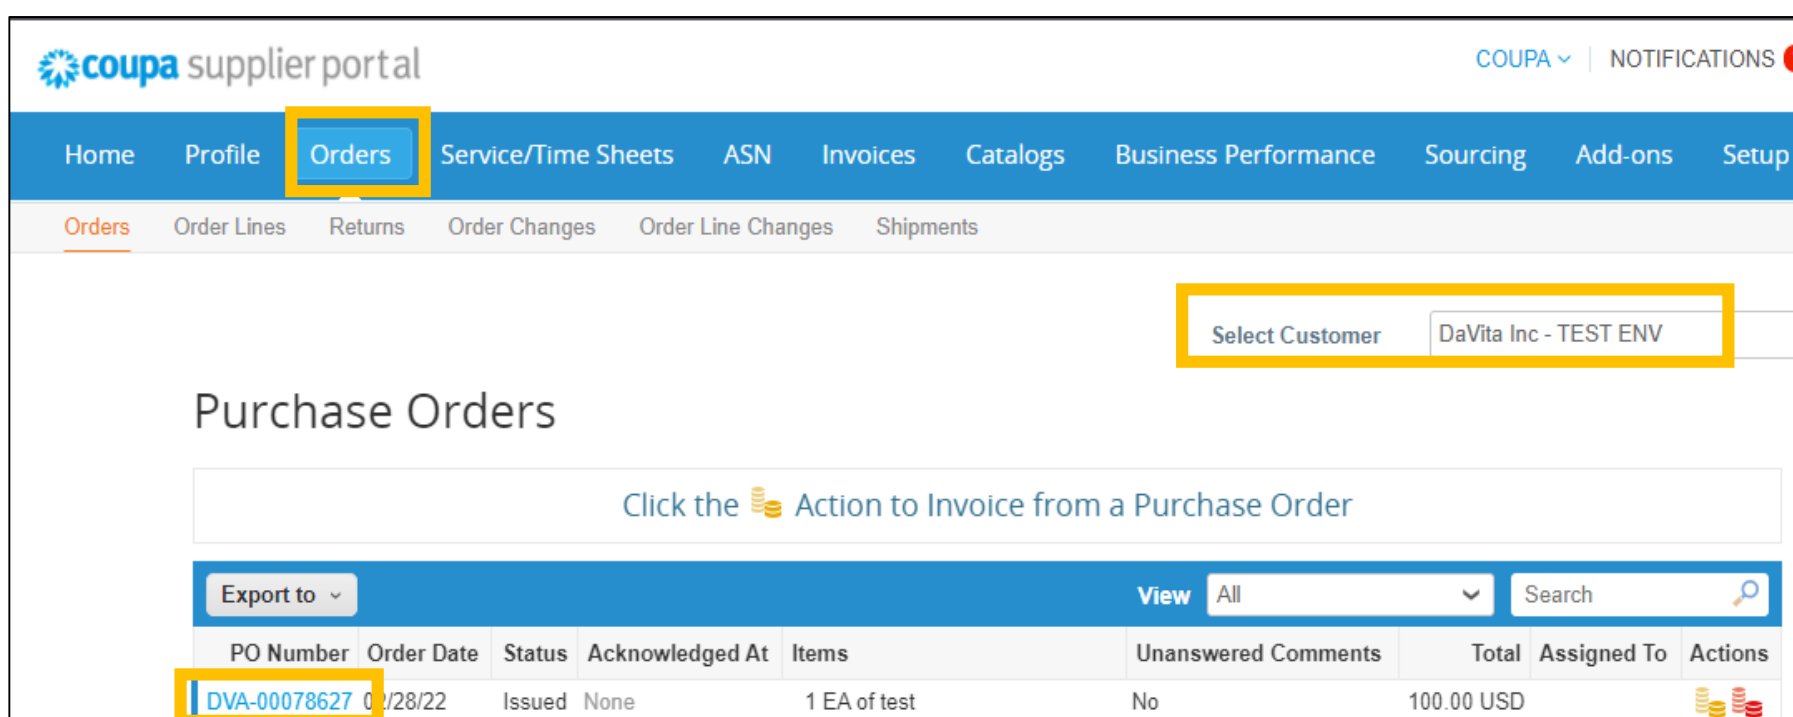 coupa supplier portal
COUPA NOTIFICATIONS
Home Profile Orders Service/Time Sheets ASN Invoices Catalogs Business Performance Sourcing Add-ons Setup
Orders Order Lines Returns Order Changes Order Line Changes Shipments
Select Customer DaVita Inc - TEST ENV
Purchase Orders
Click the Action to Invoice from a Purchase Order
Export to View All Search
PO Number Order Date Status Acknowledged At Items Unanswered Comments Total Assigned To Actions
DVA-00078627 02/28/22 Issued None 1 EA of test No 100.00 USD